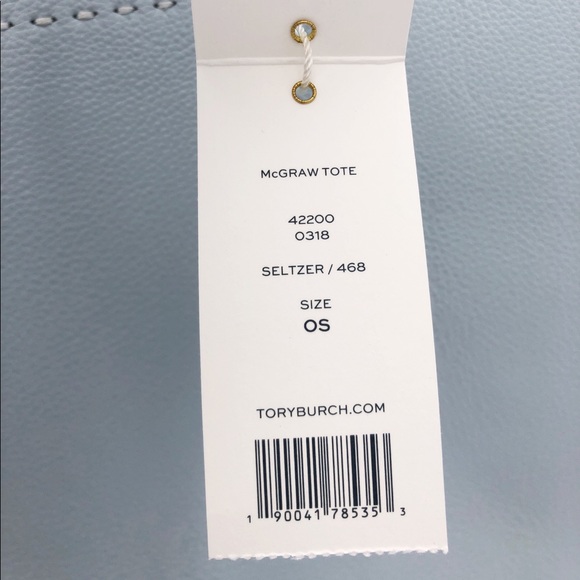 McGRAW TOTE
42200
0318
SELTZER / 468
SIZE
OS
TORYBURCH.COM
1 90041 78535 3